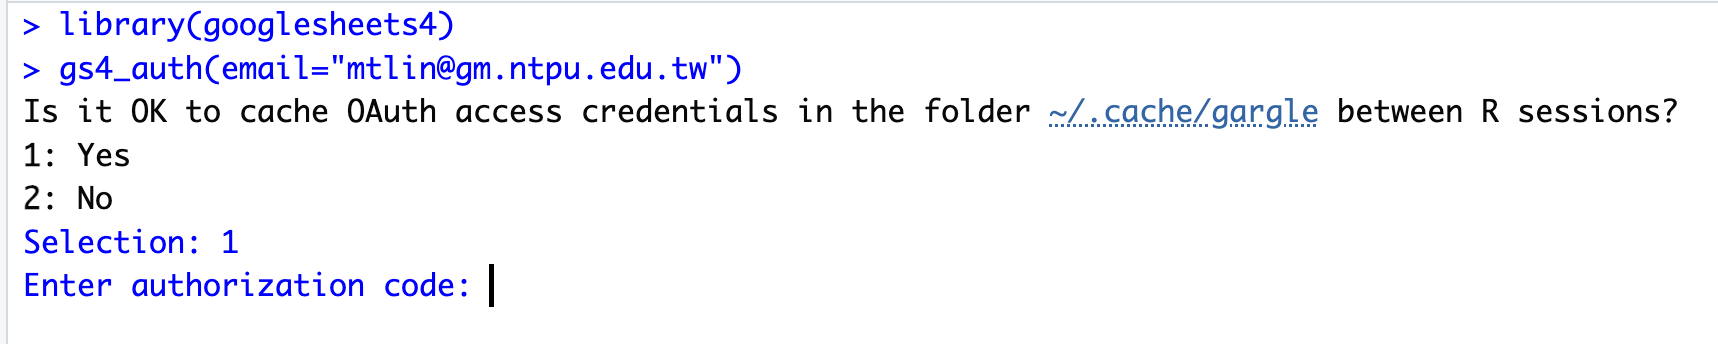 > library(googlesheets4)
> gs4_auth(email="mtlin@gm.ntpu.edu.tw")
Is it OK to cache OAuth access credentials in the folder ~/.cache/gargle between R sessions?
1: Yes
2: No
Selection: 1
Enter authorization code: